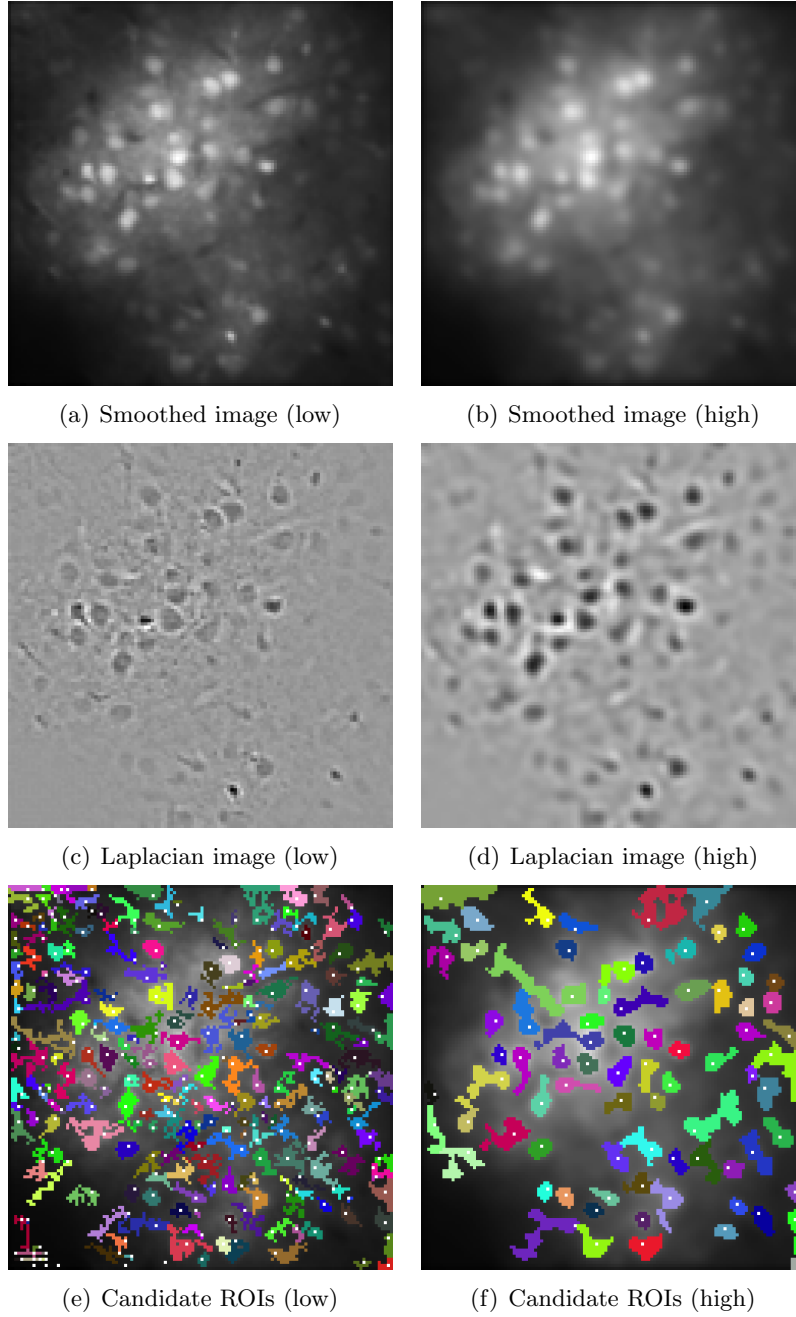 (a) Smoothed image (low)
(b) Smoothed image (high)
(c) Laplacian image (low)
(d) Laplacian image (high)
(e) Candidate ROIs (low)
(f) Candidate ROIs (high)